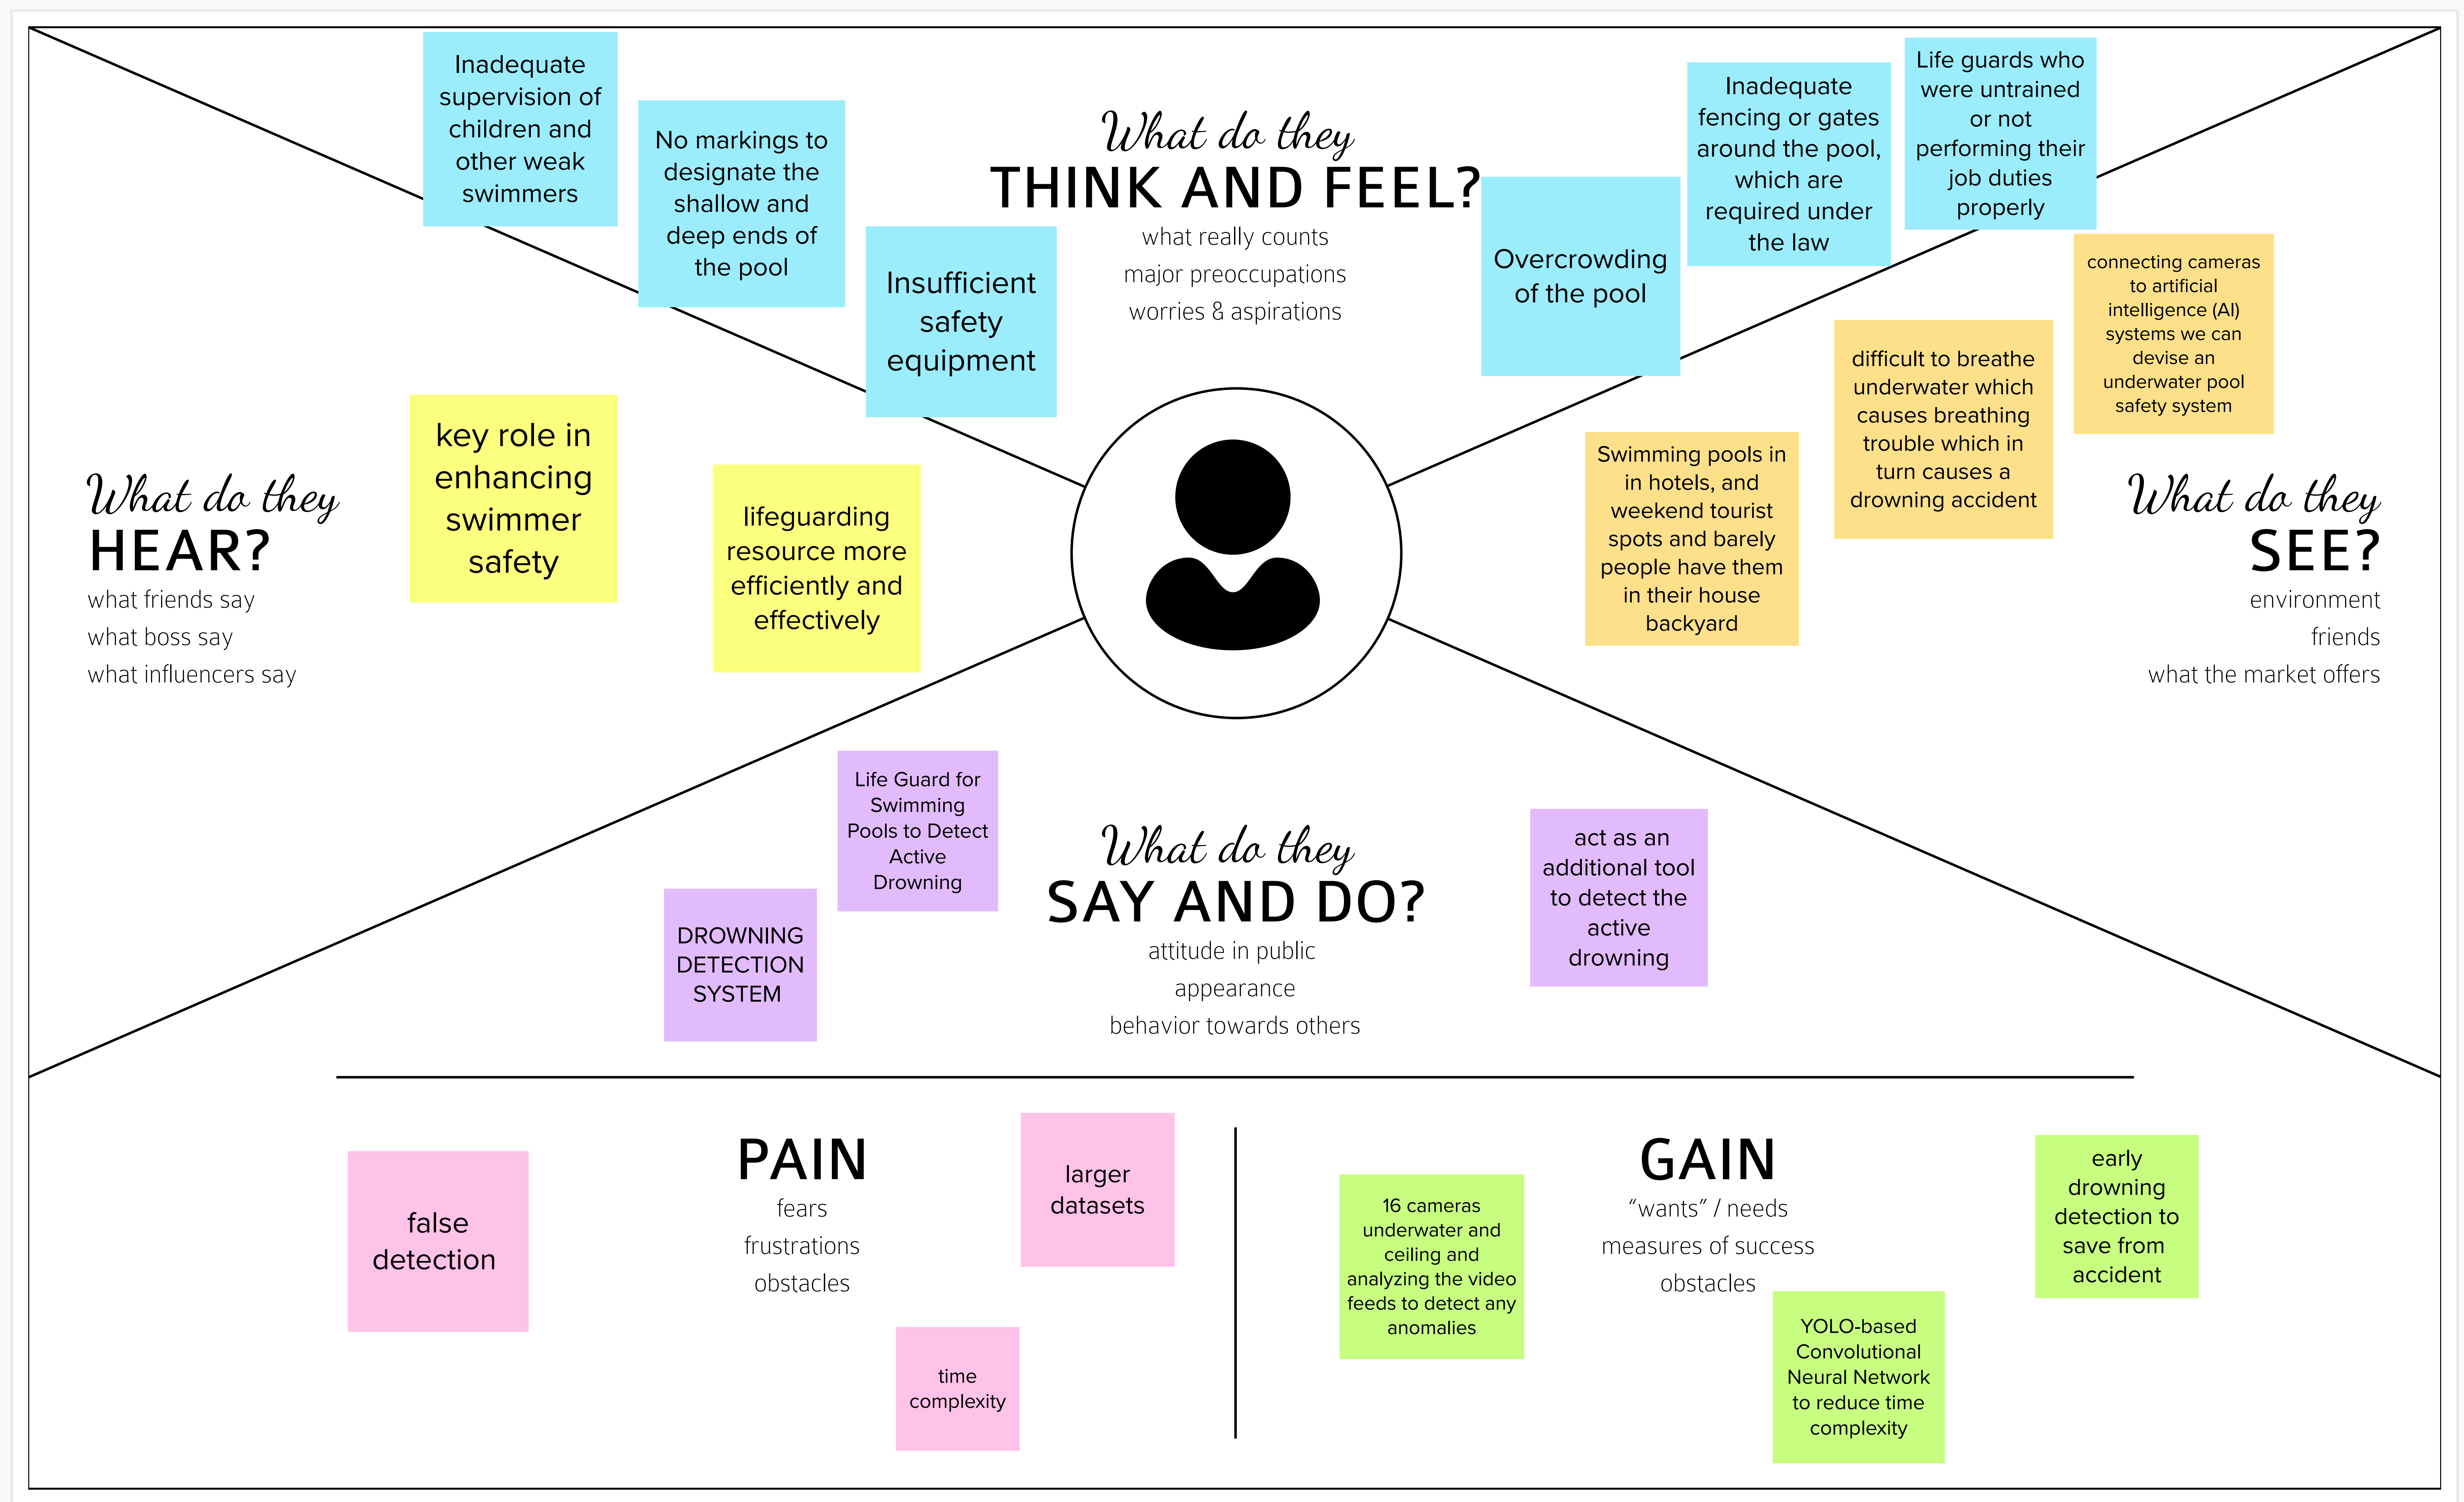 Inadequate
supervision of
children and
other weak
swimmers
No markings to
designate the
shallow and
deep ends of
the pool
Insufficient
safety
equipment
What do they
THINK AND FEEL?
what really counts
major preoccupations
worries & aspirations
Overcrowding
of the pool
Inadequate
fencing or gates
around the pool,
which are
required under
the law
Life guards who
were untrained
or not
performing their
job duties
properly
What do they
HEAR?
what friends say
what boss say
what influencers say
key role in
enhancing
swimmer
safety
lifeguarding
resource more
efficiently and
effectively
Swimming pools in
in hotels, and
weekend tourist
spots and barely
people have them
in their house
backyard
difficult to breathe
underwater which
causes breathing
trouble which in
turn causes a
drowning accident
connecting cameras
to artificial
intelligence (AI)
systems we can
devise an
underwater pool
safety system
What do they
SEE?
environment
friends
what the market offers
Life Guard for
Swimming
Pools to Detect
Active
Drowning
DROWNING
DETECTION
SYSTEM
What do they
SAY AND DO?
attitude in public
appearance
behavior towards others
act as an
additional tool
to detect the
active
drowning
PAIN
fears
frustrations
obstacles
false
detection
larger
datasets
time
complexity
GAIN
“wants” / needs
measures of success
obstacles
16 cameras
underwater and
ceiling and
analyzing the video
feeds to detect any
anomalies
YOLO-based
Convolutional
Neural Network
to reduce time
complexity
early
drowning
detection to
save from
accident